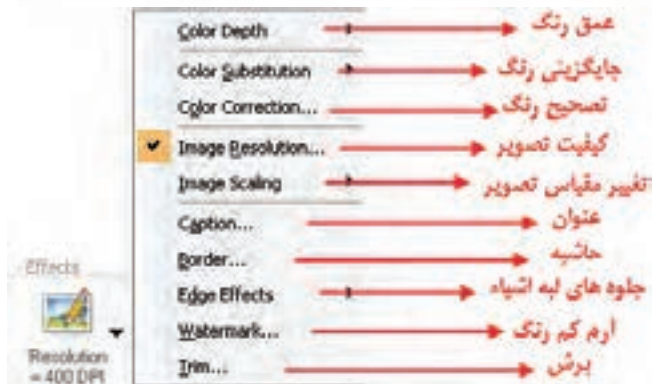 Color Depth عمق رنگ
Color Substitution جایگزینی رنگ
Color Correction... تصحیح رنگ
Image Resolution... کیفیت تصویر
Image Scaling تغییر مقیاس تصویر
Caption... عنوان
Border... حاشیه
Edge Effects جلوه های لبه اشیاء
Watermark... آرم کم رنگ
Trim... برش
Effects
Resolution
= 400 DPI